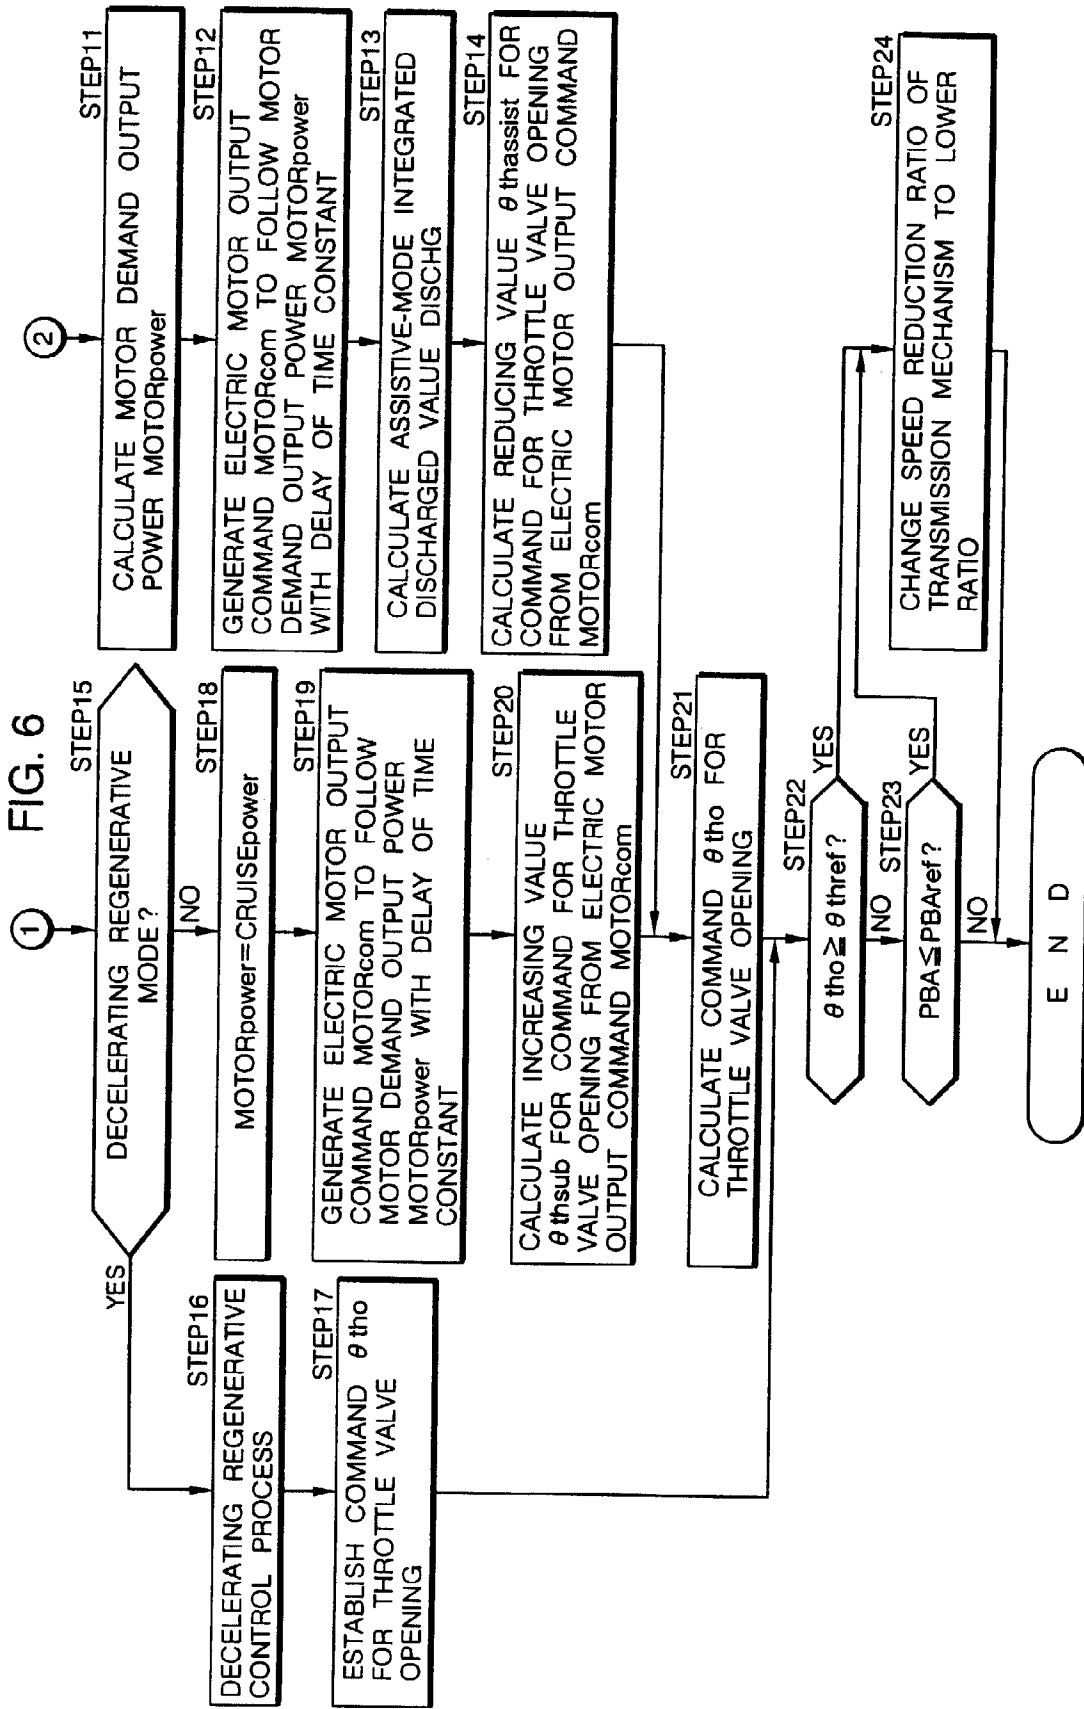 FIG. 6
1
DECELERATING REGENERATIVE
MODE?
STEP15
YES
NO
DECELERATING REGENERATIVE
CONTROL PROCESS
STEP16
ESTABLISH COMMAND θtho
FOR THROTTLE VALVE
OPENING
STEP17
MOTORpower=CRUISEpower
STEP18
GENERATE ELECTRIC MOTOR OUTPUT
COMMAND MOTORcom TO FOLLOW
MOTOR DEMAND OUTPUT POWER
MOTORpower WITH DELAY OF TIME
CONSTANT
STEP19
CALCULATE INCREASING VALUE
θthsub FOR COMMAND FOR THROTTLE
VALVE OPENING FROM ELECTRIC MOTOR
OUTPUT COMMAND MOTORcom
STEP20
2
CALCULATE MOTOR DEMAND OUTPUT
POWER MOTORpower
STEP11
GENERATE ELECTRIC MOTOR OUTPUT
COMMAND MOTORcom TO FOLLOW MOTOR
DEMAND OUTPUT POWER MOTORpower
WITH DELAY OF TIME CONSTANT
STEP12
CALCULATE ASSISTIVE-MODE INTEGRATED
DISCHARGED VALUE DISCHG
STEP13
CALCULATE REDUCING VALUE θthassist FOR
COMMAND FOR THROTTLE VALVE OPENING
FROM ELECTRIC MOTOR OUTPUT COMMAND
MOTORcom
STEP14
CALCULATE COMMAND θtho FOR
THROTTLE VALVE OPENING
STEP21
θtho≧θthref?
STEP22
YES
NO
PBA≦PBAref?
STEP23
YES
NO
CHANGE SPEED REDUCTION RATIO OF
TRANSMISSION MECHANISM TO LOWER
RATIO
STEP24
END